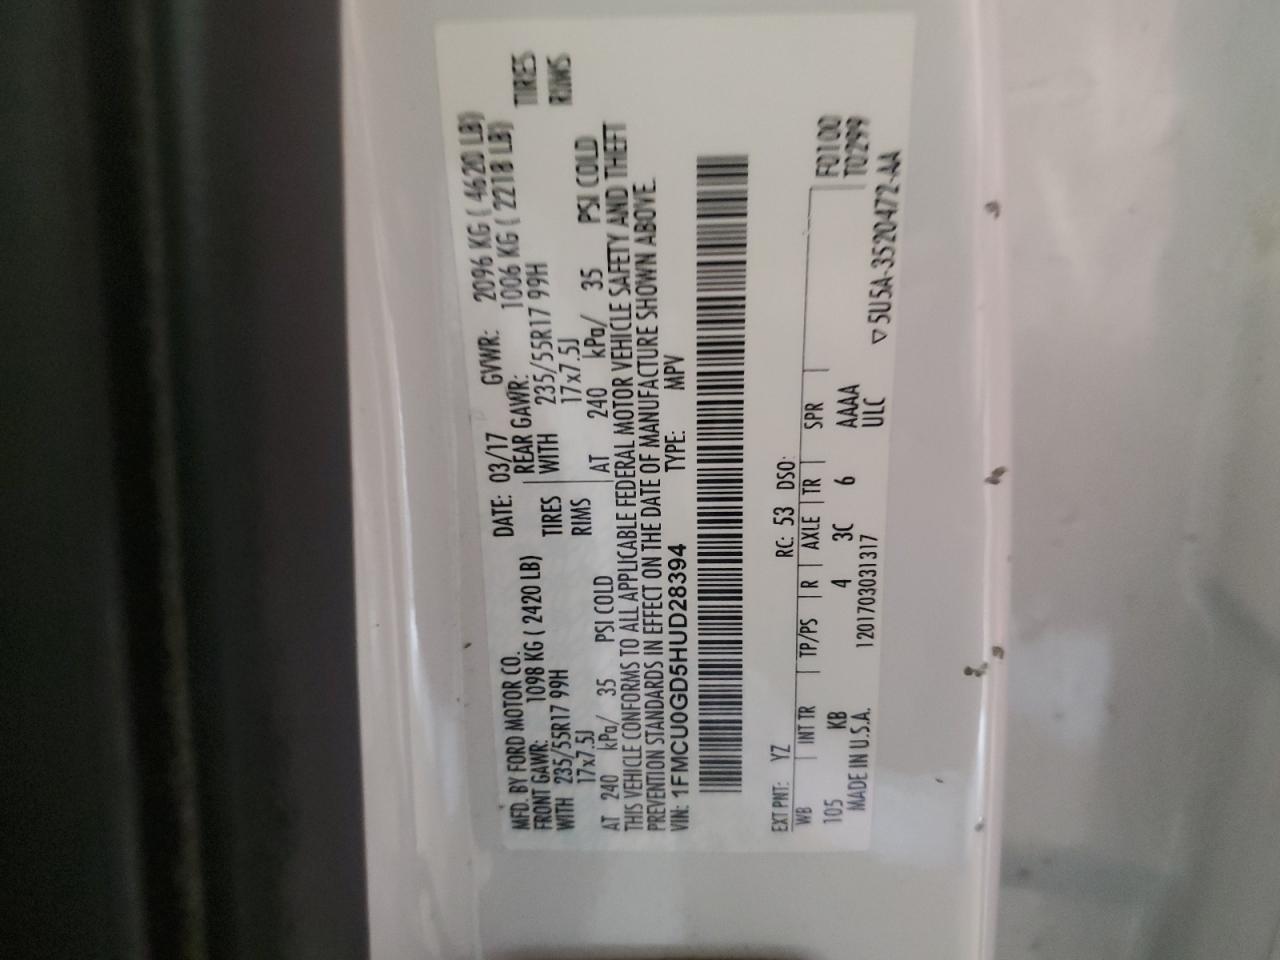 MFD. BY FORD MOTOR CO.
DATE: 03/17 GVWR: 2096 KG ( 4620 LB)
FRONT GAWR: 1098 KG ( 2420 LB)
REAR GAWR: 1006 KG ( 2218 LB)
WITH 235/55R17 99H TIRES
WITH 235/55R17 99H TIRES
17x7.5J RIMS
17x7.5J RIMS
AT 240 kPa/ 35 PSI COLD
AT 240 kPa/ 35 PSI COLD
THIS VEHICLE CONFORMS TO ALL APPLICABLE FEDERAL MOTOR VEHICLE SAFETY AND THEFT
PREVENTION STANDARDS IN EFFECT ON THE DATE OF MANUFACTURE SHOWN ABOVE.
VIN: 1FMCU0GD5HUD28394 TYPE: MPV
EXT PNT: YZ RC: 53 DSO:
WB INT TR TP/PS R AXLE TR SPR F0100
105 KB 4 3C 6 AAAA T0299
MADE IN U.S.A. 1201703031317 ULC ▽ 5U5A-3520472-AA